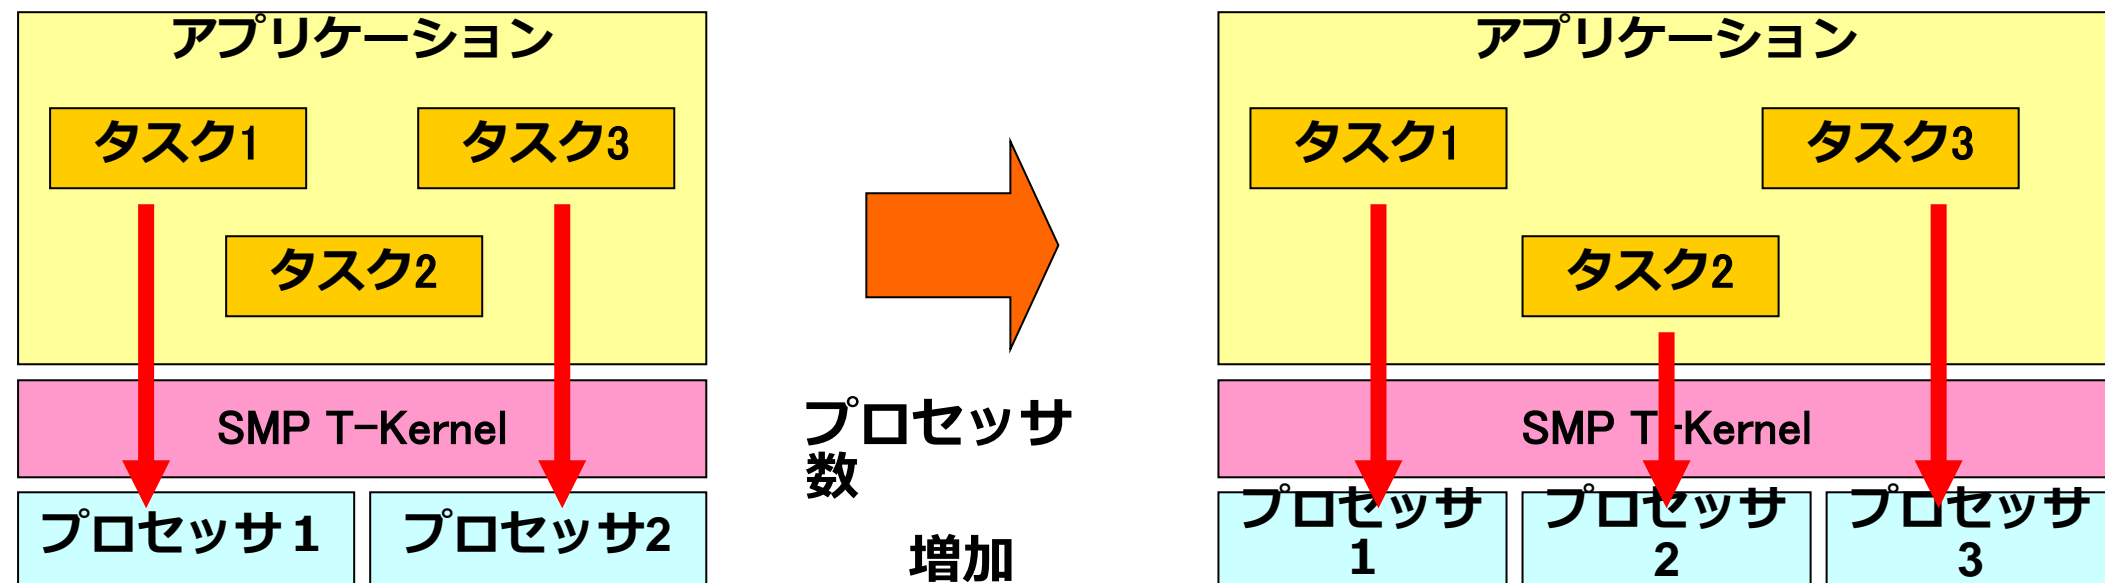 アプリケーション
タスク1
タスク3
タスク2
SMP T-Kernel
プロセッサ1
プロセッサ2
プロセッサ
数
増加
アプリケーション
タスク1
タスク3
タスク2
SMP T-Kernel
プロセッサ
1
プロセッサ
2
プロセッサ
3